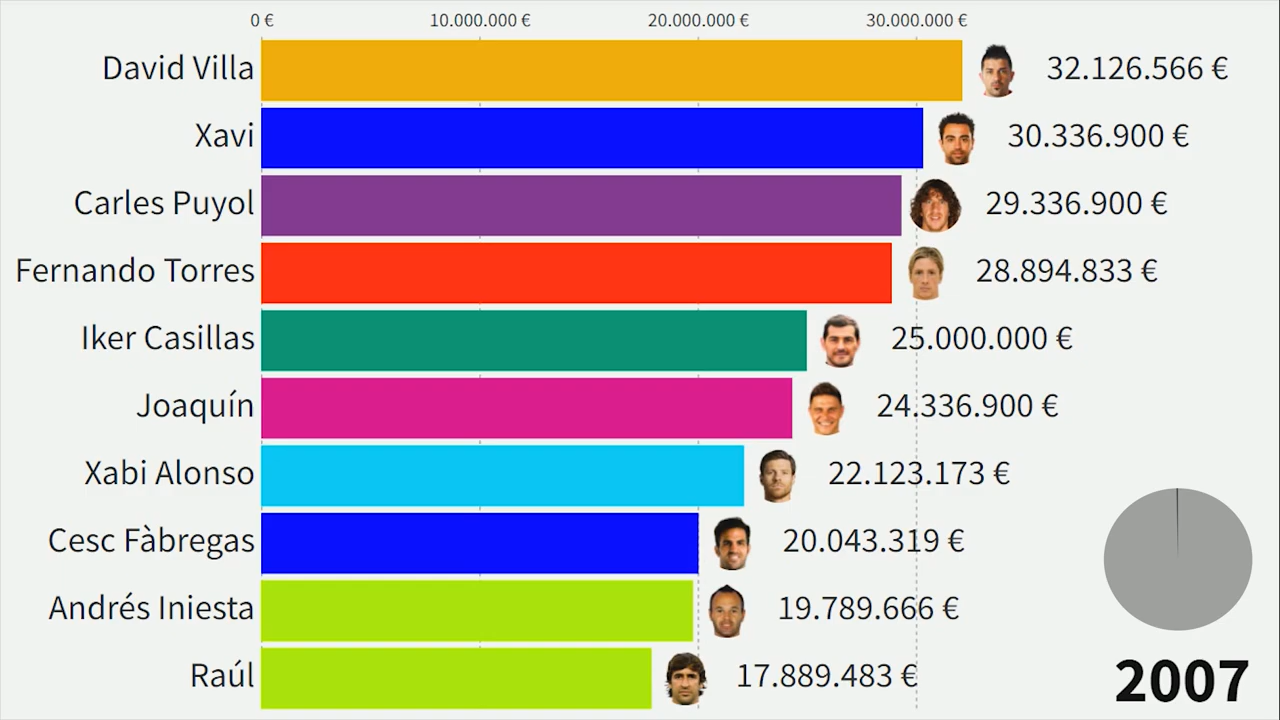 0 € 10.000.000 € 20.000.000 € 30.000.000 €
David Villa 32.126.566 €
Xavi 30.336.900 €
Carles Puyol 29.336.900 €
Fernando Torres 28.894.833 €
Iker Casillas 25.000.000 €
Joaquín 24.336.900 €
Xabi Alonso 22.123.173 €
Cesc Fàbregas 20.043.319 €
Andrés Iniesta 19.789.666 €
Raúl 17.889.483 €
2007